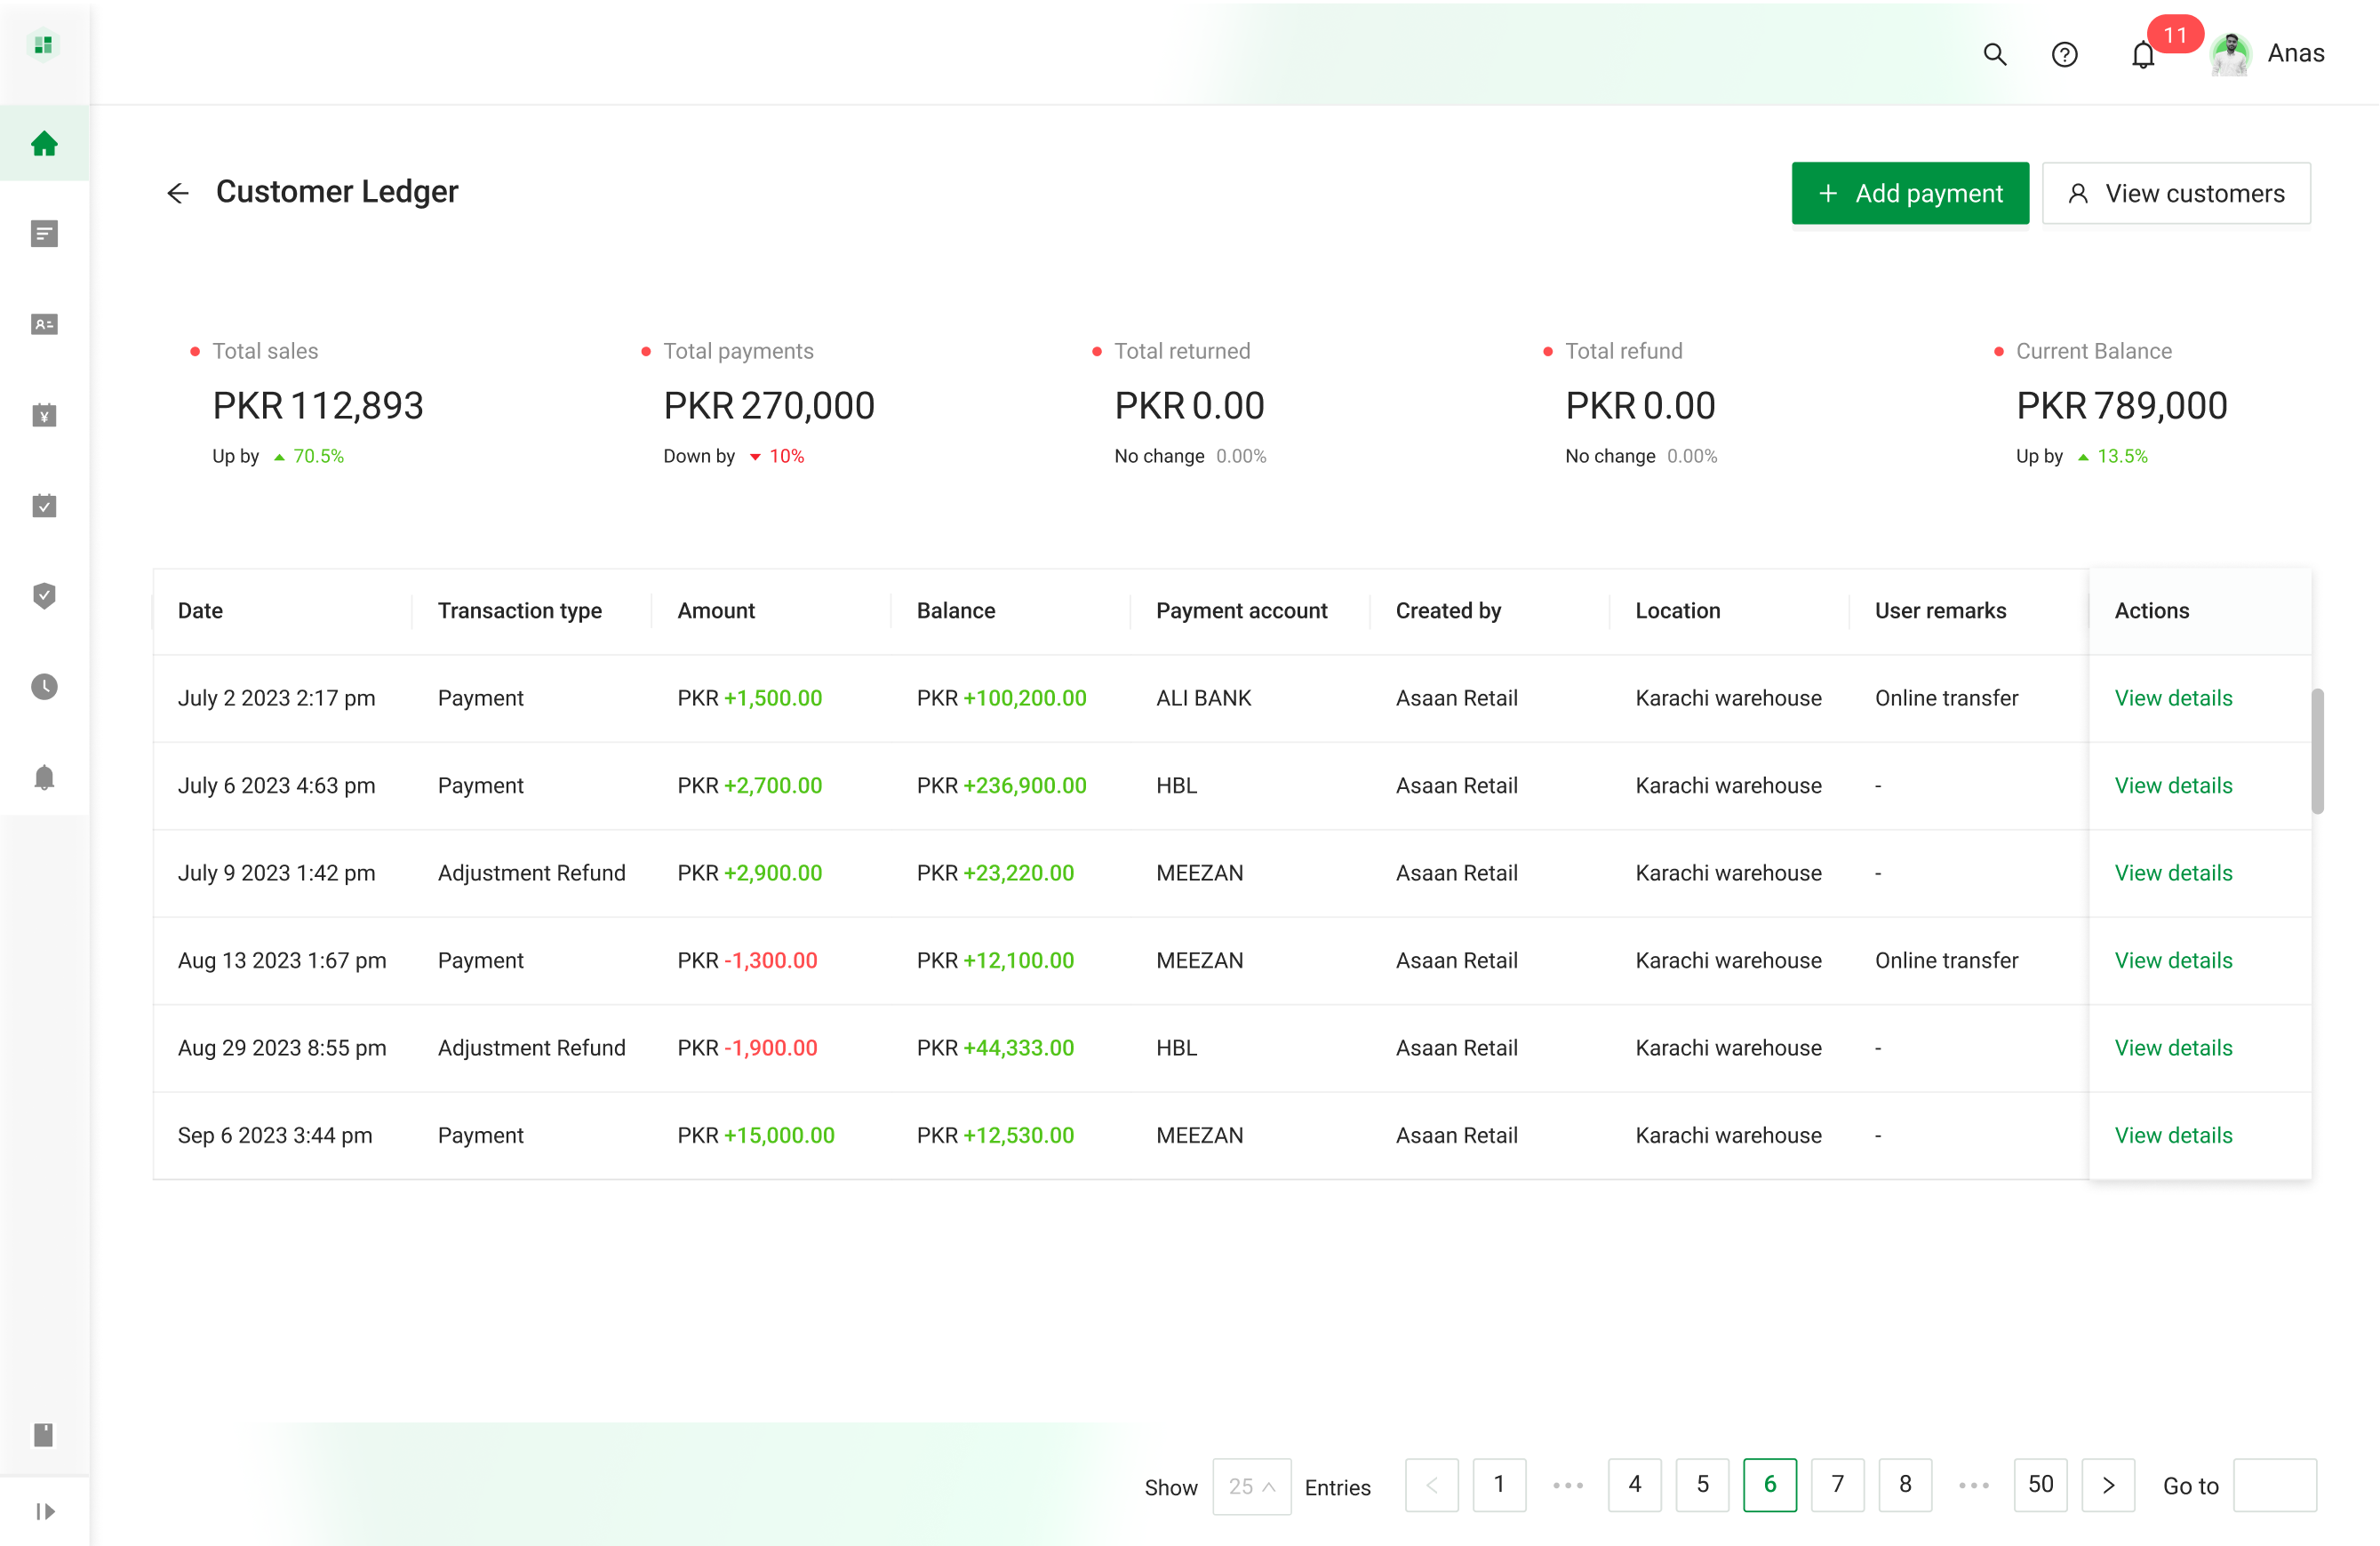 11
Anas
Customer Ledger
Add payment
View customers
Total sales
PKR 112,893
Up by 70.5%
Total payments
PKR 270,000
Down by 10%
Total returned
PKR 0.00
No change 0.00%
Total refund
PKR 0.00
No change 0.00%
Current Balance
PKR 789,000
Up by 13.5%
Date Transaction type Amount Balance Payment account Created by Location User remarks Actions
July 2 2023 2:17 pm Payment PKR +1,500.00 PKR +100,200.00 ALI BANK Asaan Retail Karachi warehouse Online transfer View details
July 6 2023 4:63 pm Payment PKR +2,700.00 PKR +236,900.00 HBL Asaan Retail Karachi warehouse - View details
July 9 2023 1:42 pm Adjustment Refund PKR +2,900.00 PKR +23,220.00 MEEZAN Asaan Retail Karachi warehouse - View details
Aug 13 2023 1:67 pm Payment PKR -1,300.00 PKR +12,100.00 MEEZAN Asaan Retail Karachi warehouse Online transfer View details
Aug 29 2023 8:55 pm Adjustment Refund PKR -1,900.00 PKR +44,333.00 HBL Asaan Retail Karachi warehouse - View details
Sep 6 2023 3:44 pm Payment PKR +15,000.00 PKR +12,530.00 MEEZAN Asaan Retail Karachi warehouse - View details
Show 25 Entries 1 ••• 4 5 6 7 8 ••• 50 Go to